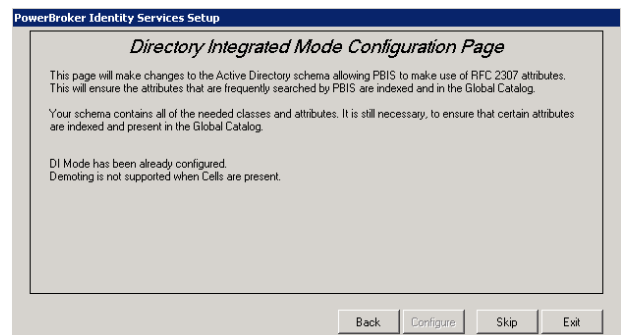 PowerBroker Identity Services Setup
Directory Integrated Mode Configuration Page
This page will make changes to the Active Directory schema allowing PBIS to make use of RFC 2307 attributes.
This will ensure the attributes that are frequently searched by PBIS are indexed and in the Global Catalog.
Your schema contains all of the needed classes and attributes. It is still necessary, to ensure that certain attributes
are indexed and present in the Global Catalog.
DI Mode has been already configured.
Demoting is not supported when Cells are present.
Back Configure Skip Exit